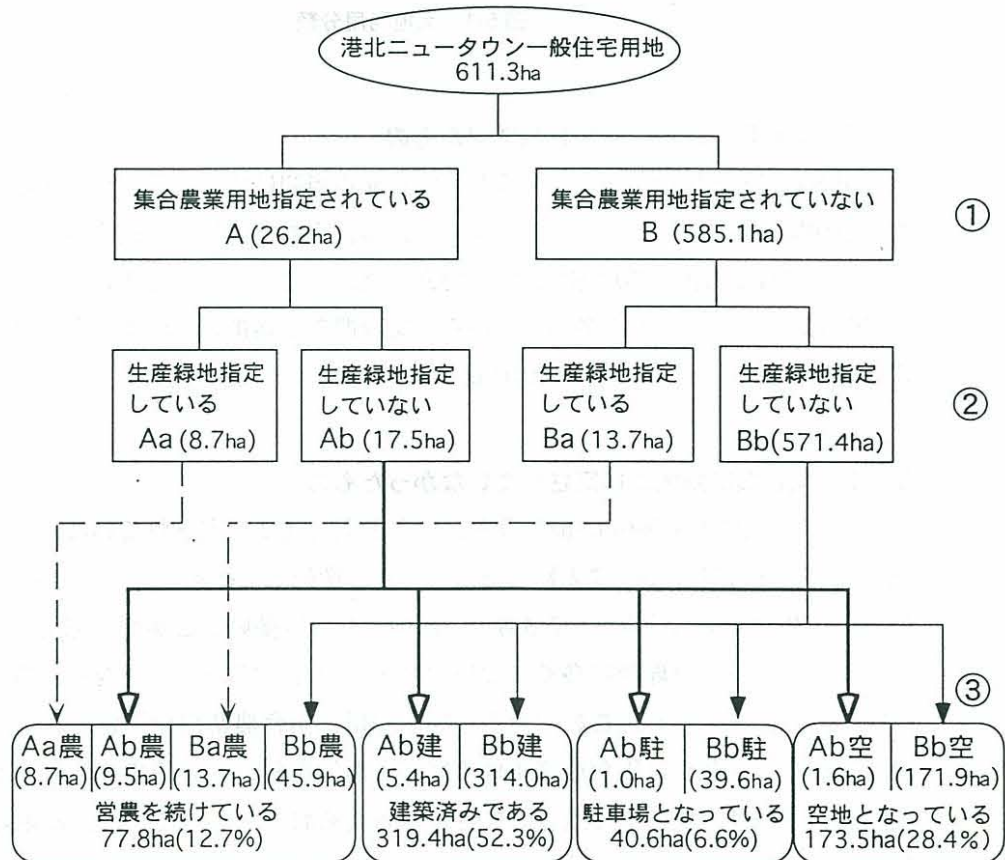 港北ニュータウン一般住宅用地
611.3ha
集合農業用地指定されている
A (26.2ha)
集合農業用地指定されていない
B (585.1ha)
①
生産緑地指定
している
Aa (8.7ha)
生産緑地指定
していない
Ab (17.5ha)
生産緑地指定
している
Ba (13.7ha)
生産緑地指定
していない
Bb(571.4ha)
②
③
Aa農 Ab農 Ba農 Bb農
(8.7ha) (9.5ha) (13.7ha) (45.9ha)
営農を続けている
77.8ha(12.7%)
Ab建 Bb建
(5.4ha) (314.0ha)
建築済みである
319.4ha(52.3%)
Ab駐 Bb駐
(1.0ha) (39.6ha)
駐車場となっている
40.6ha(6.6%)
Ab空 Bb空
(1.6ha) (171.9ha)
空地となっている
173.5ha(28.4%)